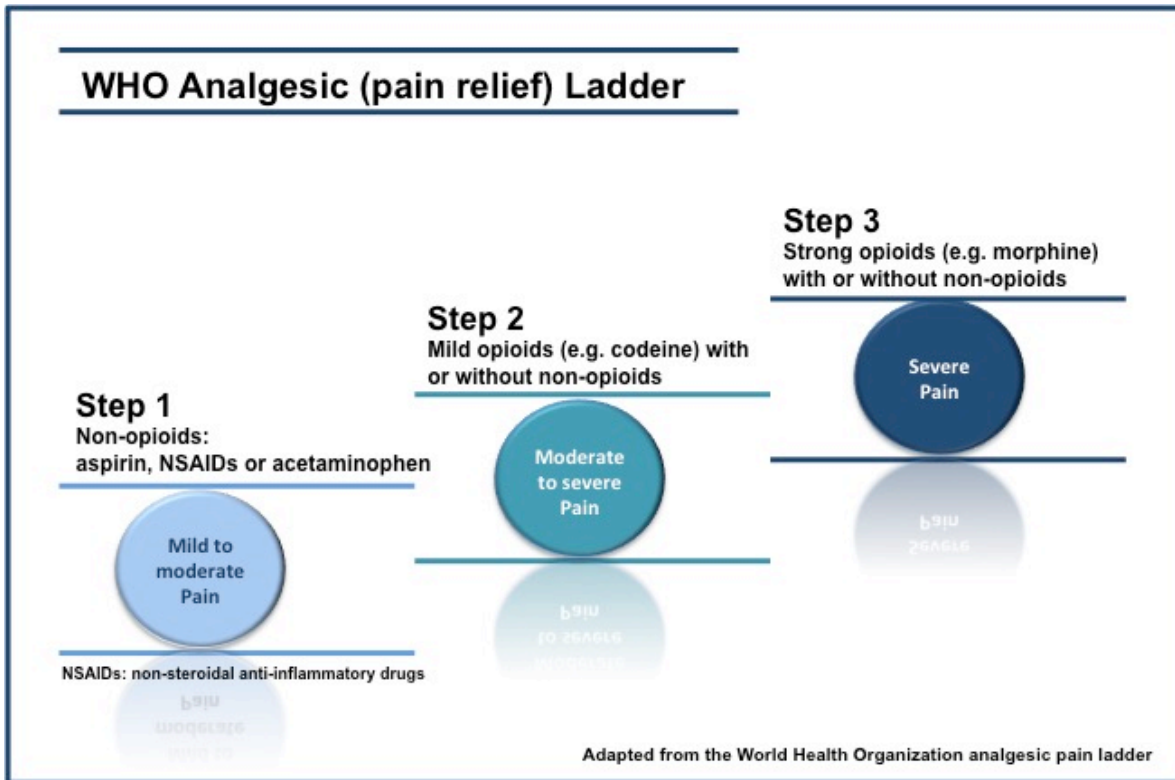 WHO Analgesic (pain relief) Ladder
Step 1
Non-opioids:
aspirin, NSAIDs or acetaminophen
Mild to
moderate
Pain
NSAIDs: non-steroidal anti-inflammatory drugs
Step 2
Mild opioids (e.g. codeine) with
or without non-opioids
Moderate
to severe
Pain
Step 3
Strong opioids (e.g. morphine)
with or without non-opioids
Severe
Pain
Adapted from the World Health Organization analgesic pain ladder